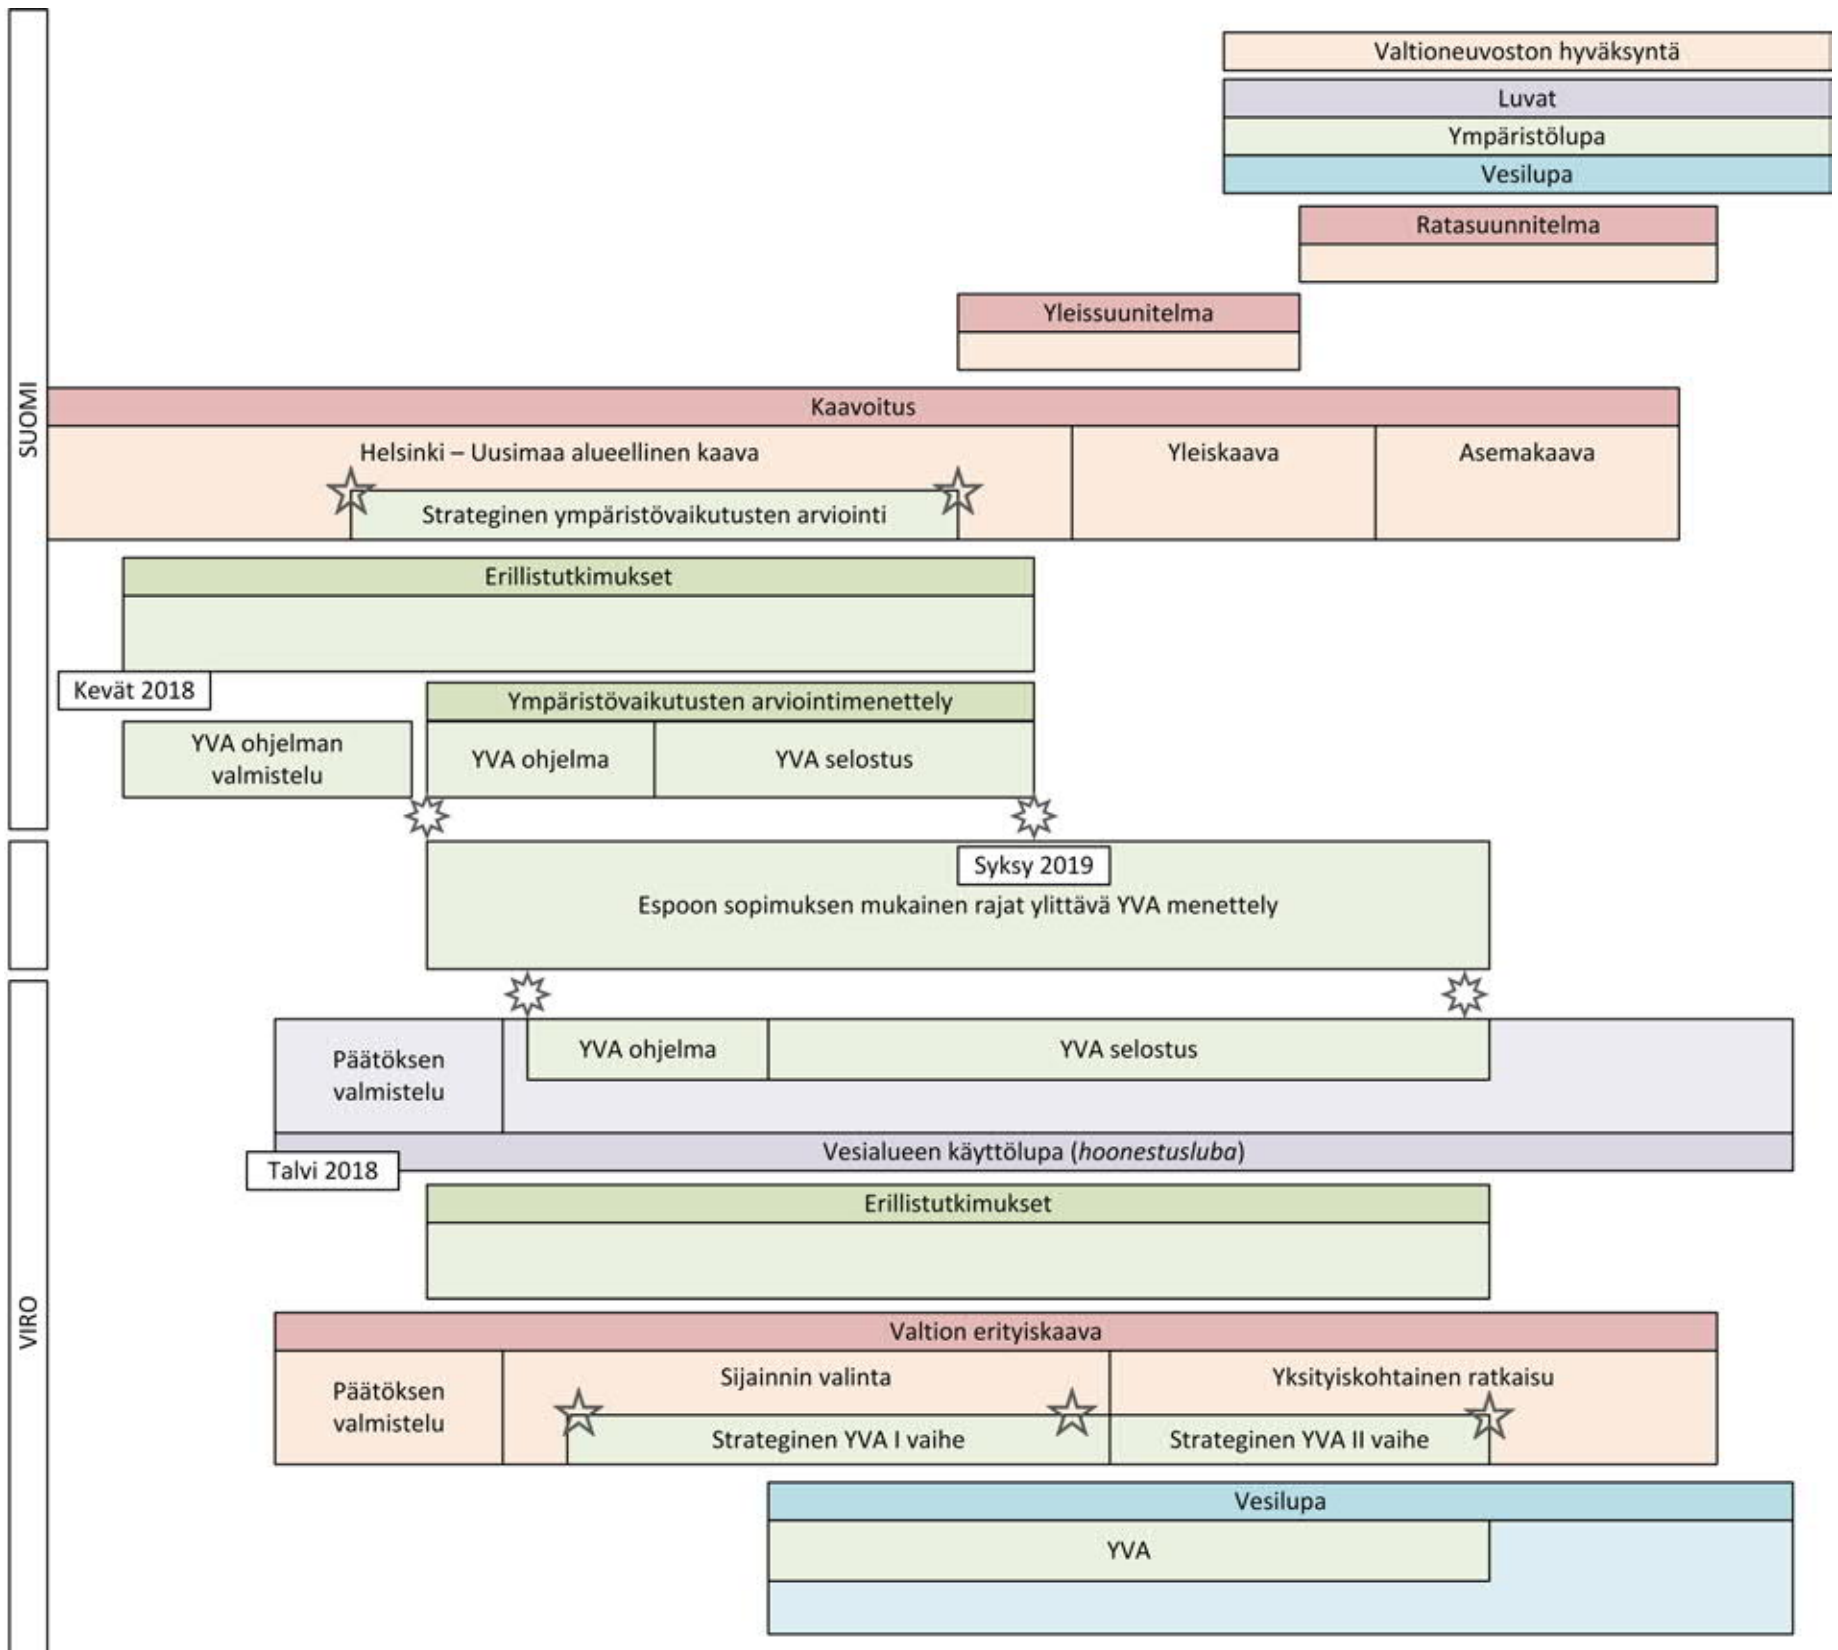 Valtioneuvoston hyväksyntä
Luvat
Ympäristölupa
Vesilupa
Ratasuunnitelma
Yleissuunitelma
SUOMI
Kaavoitus
Helsinki – Uusimaa alueellinen kaava
Yleiskaava
Asemakaava
Strateginen ympäristövaikutusten arviointi
Erillistutkimukset
Kevät 2018
Ympäristövaikutusten arviointimenettely
YVA ohjelman
valmistelu
YVA ohjelma
YVA selostus
Syksy 2019
Espoon sopimuksen mukainen rajat ylittävä YVA menettely
VIRO
Päätöksen
valmistelu
YVA ohjelma
YVA selostus
Vesialueen käyttölupa (hoonestusluba)
Talvi 2018
Erillistutkimukset
Valtion erityiskaava
Päätöksen
valmistelu
Sijainnin valinta
Yksityiskohtainen ratkaisu
Strateginen YVA I vaihe
Strateginen YVA II vaihe
Vesilupa
YVA